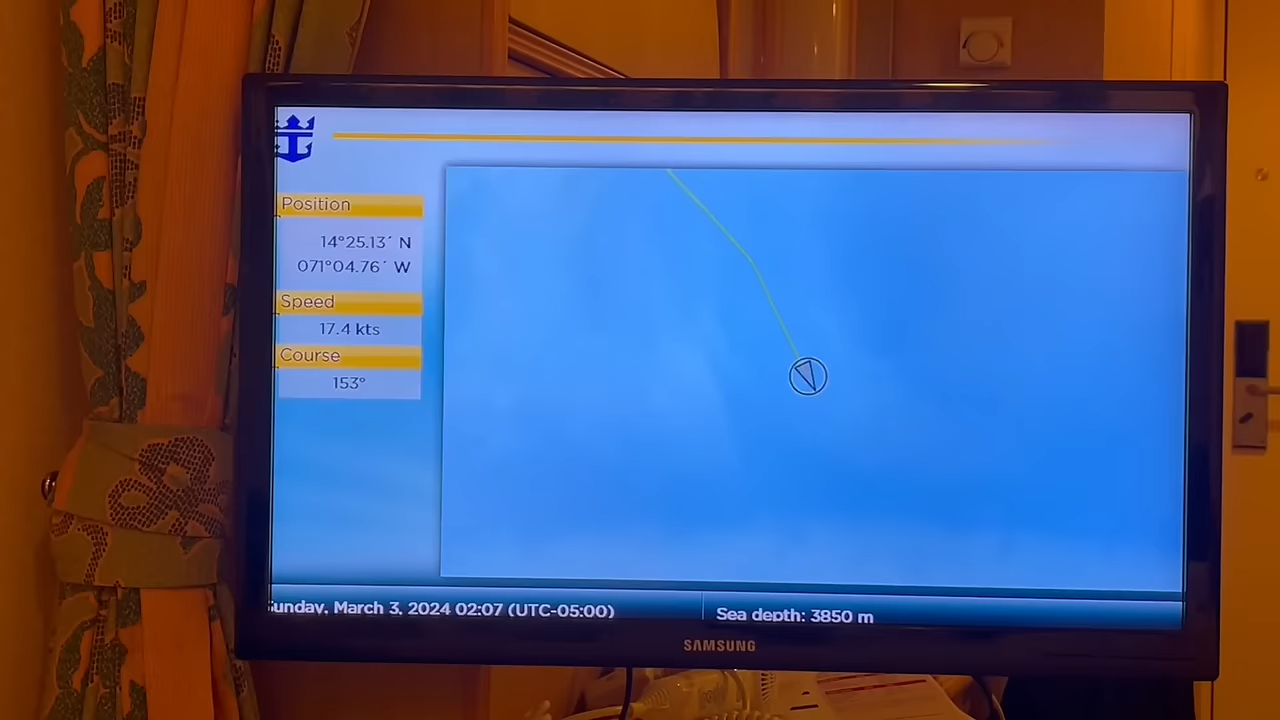 Position
14°25.13´ N
071°04.76´ W
Speed
17.4 kts
Course
153°
Sunday, March 3, 2024 02:07 (UTC-05:00)
Sea depth: 3850 m
SAMSUNG